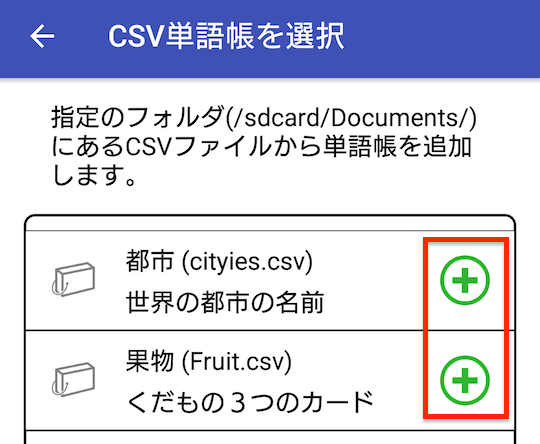 CSV単語帳を選択
指定のフォルダ(/sdcard/Documents/)
にあるCSVファイルから単語帳を追加
します。
都市 (cityies.csv)
世界の都市の名前
果物 (Fruit.csv)
くだもの３つのカード